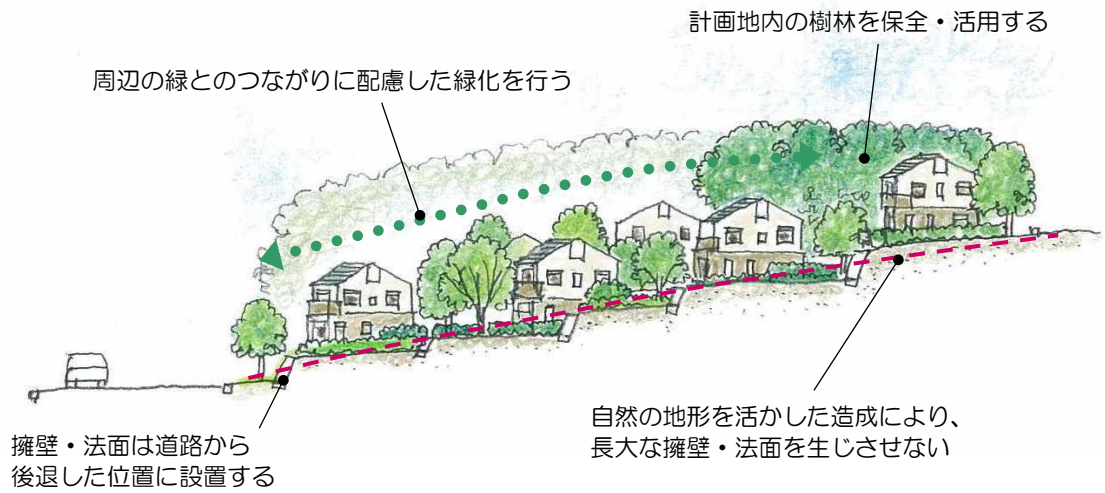 計画地内の樹林を保全・活用する
周辺の緑とのつながりに配慮した緑化を行う
擁壁・法面は道路から
後退した位置に設置する
自然の地形を活かした造成により、
長大な擁壁・法面を生じさせない